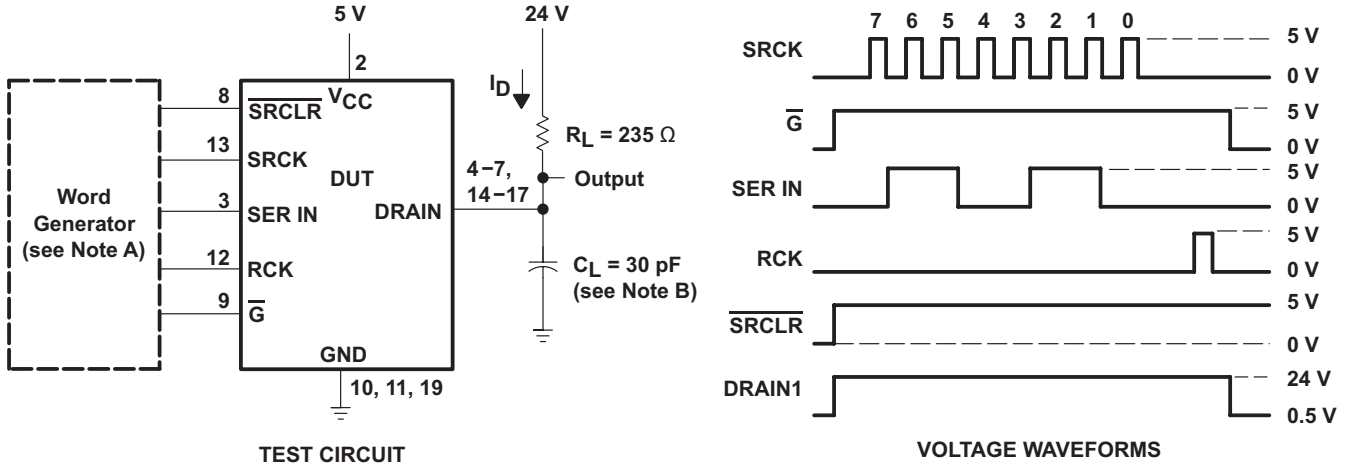 5 V
24 V
2
I_D
8
SRCLR
V_CC
13
SRCK
3
SER IN
12
RCK
9
G
DUT
DRAIN
GND
10, 11, 19
Word
Generator
(see Note A)
4−7,
14−17
R_L = 235 Ω
Output
C_L = 30 pF
(see Note B)
TEST CIRCUIT
7 6 5 4 3 2 1 0
SRCK
5 V
0 V
G
5 V
0 V
SER IN
5 V
0 V
RCK
5 V
0 V
SRCLR
5 V
0 V
DRAIN1
24 V
0.5 V
VOLTAGE WAVEFORMS